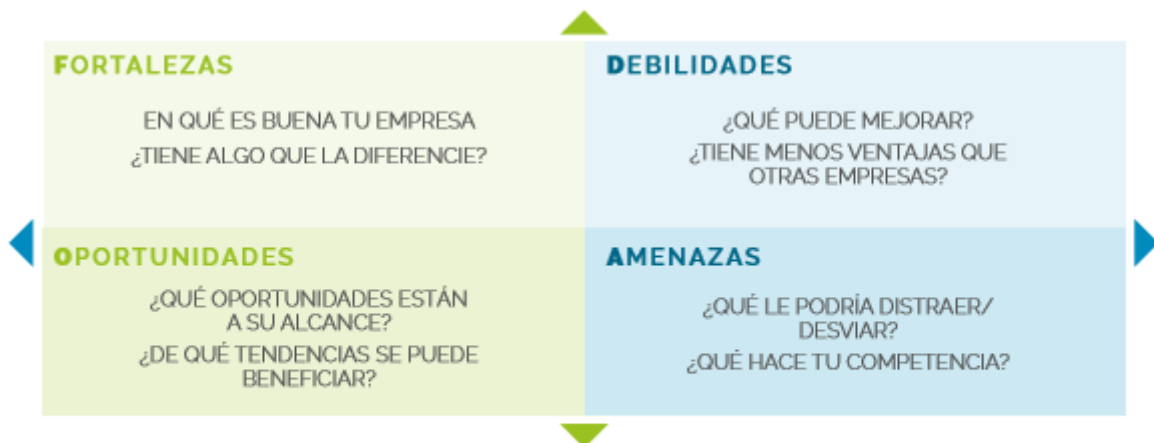 FORTALEZAS
EN QUÉ ES BUENA TU EMPRESA
¿TIENE ALGO QUE LA DIFERENCIE?
DEBILIDADES
¿QUÉ PUEDE MEJORAR?
¿TIENE MENOS VENTAJAS QUE
OTRAS EMPRESAS?
OPORTUNIDADES
¿QUÉ OPORTUNIDADES ESTÁN
A SU ALCANCE?
¿DE QUÉ TENDENCIAS SE PUEDE
BENEFICIAR?
AMENAZAS
¿QUÉ LE PODRÍA DISTRAER/
DESVIAR?
¿QUÉ HACE TU COMPETENCIA?